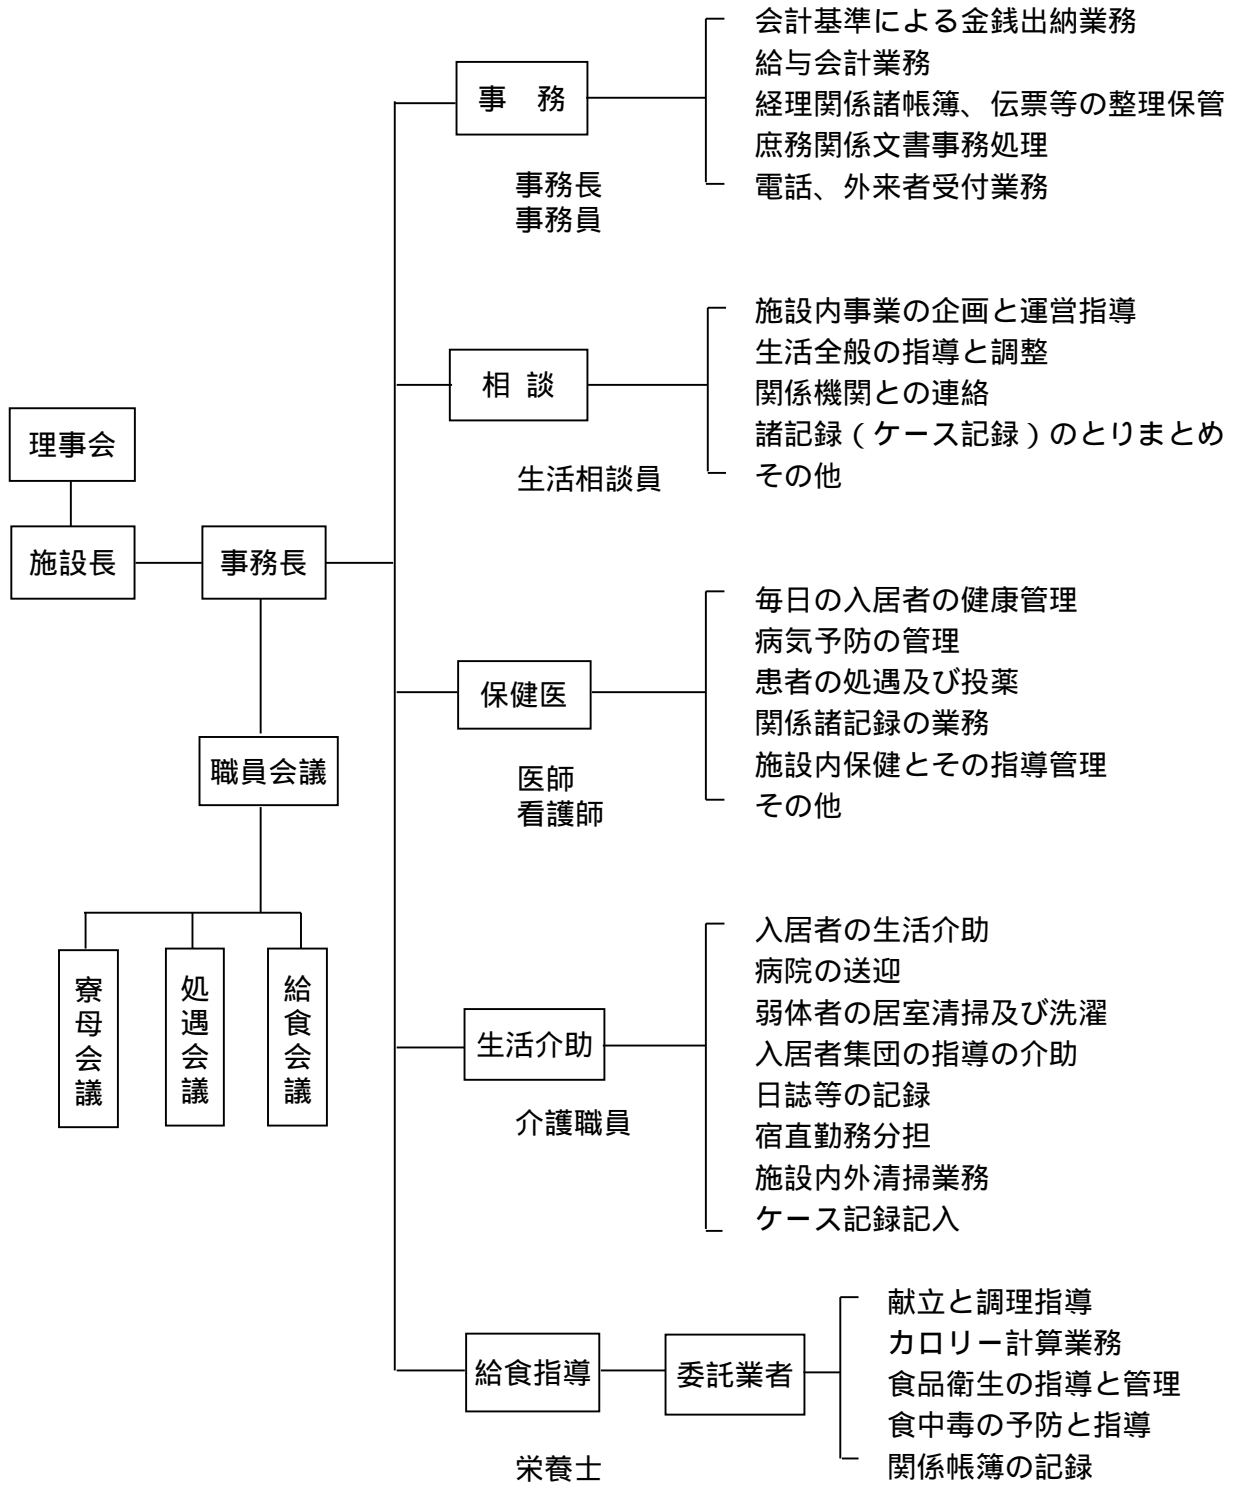 理事会
施設長
事務長
職員会議
寮母会議
処遇会議
給食会議
事　務
事務長
事務員
会計基準による金銭出納業務
給与会計業務
経理関係諸帳簿、伝票等の整理保管
庶務関係文書事務処理
電話、外来者受付業務
相 談
生活相談員
施設内事業の企画と運営指導
生活全般の指導と調整
関係機関との連絡
諸記録（ケース記録）のとりまとめ
その他
保健医
医師
看護師
毎日の入居者の健康管理
病気予防の管理
患者の処遇及び投薬
関係諸記録の業務
施設内保健とその指導管理
その他
生活介助
介護職員
入居者の生活介助
病院の送迎
弱体者の居室清掃及び洗濯
入居者集団の指導の介助
日誌等の記録
宿直勤務分担
施設内外清掃業務
ケース記録記入
給食指導
栄養士
委託業者
献立と調理指導
カロリー計算業務
食品衛生の指導と管理
食中毒の予防と指導
関係帳簿の記録